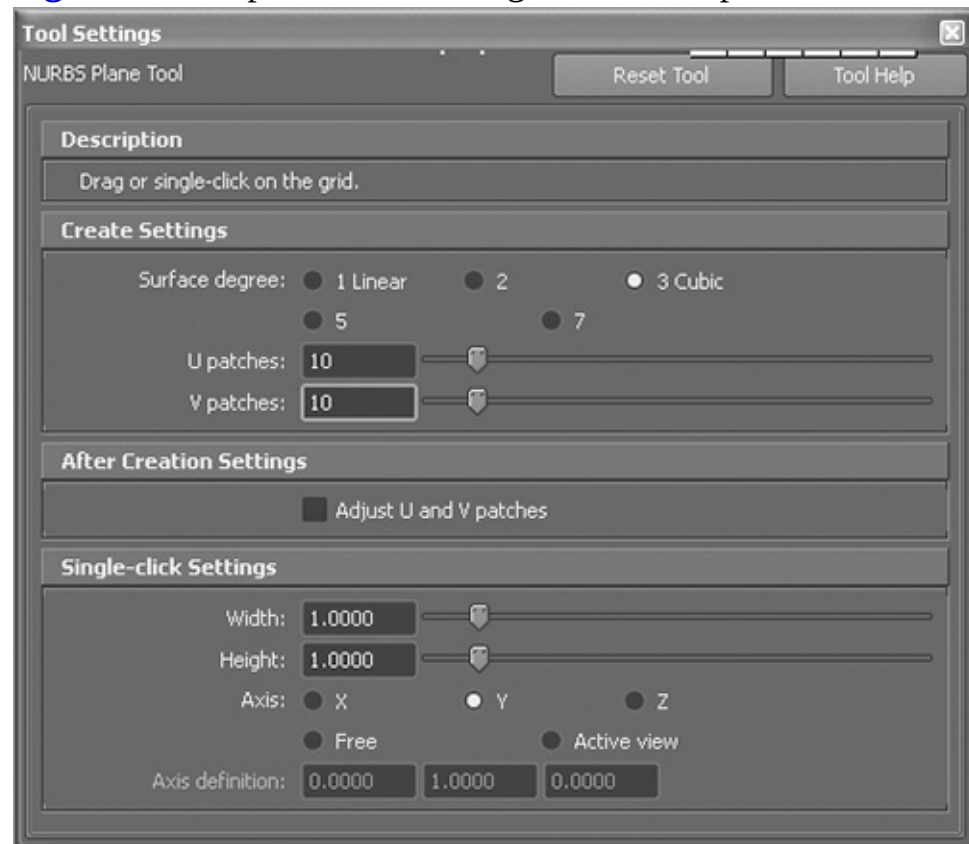 Tool Settings
NURBS Plane Tool Reset Tool Tool Help
Description
Drag or single-click on the grid.
Create Settings
Surface degree: 1 Linear 2 3 Cubic
5 7
U patches: 10
V patches: 10
After Creation Settings
Adjust U and V patches
Single-click Settings
Width: 1.0000
Height: 1.0000
Axis: X Y Z
Free Active view
Axis definition: 0.0000 1.0000 0.0000